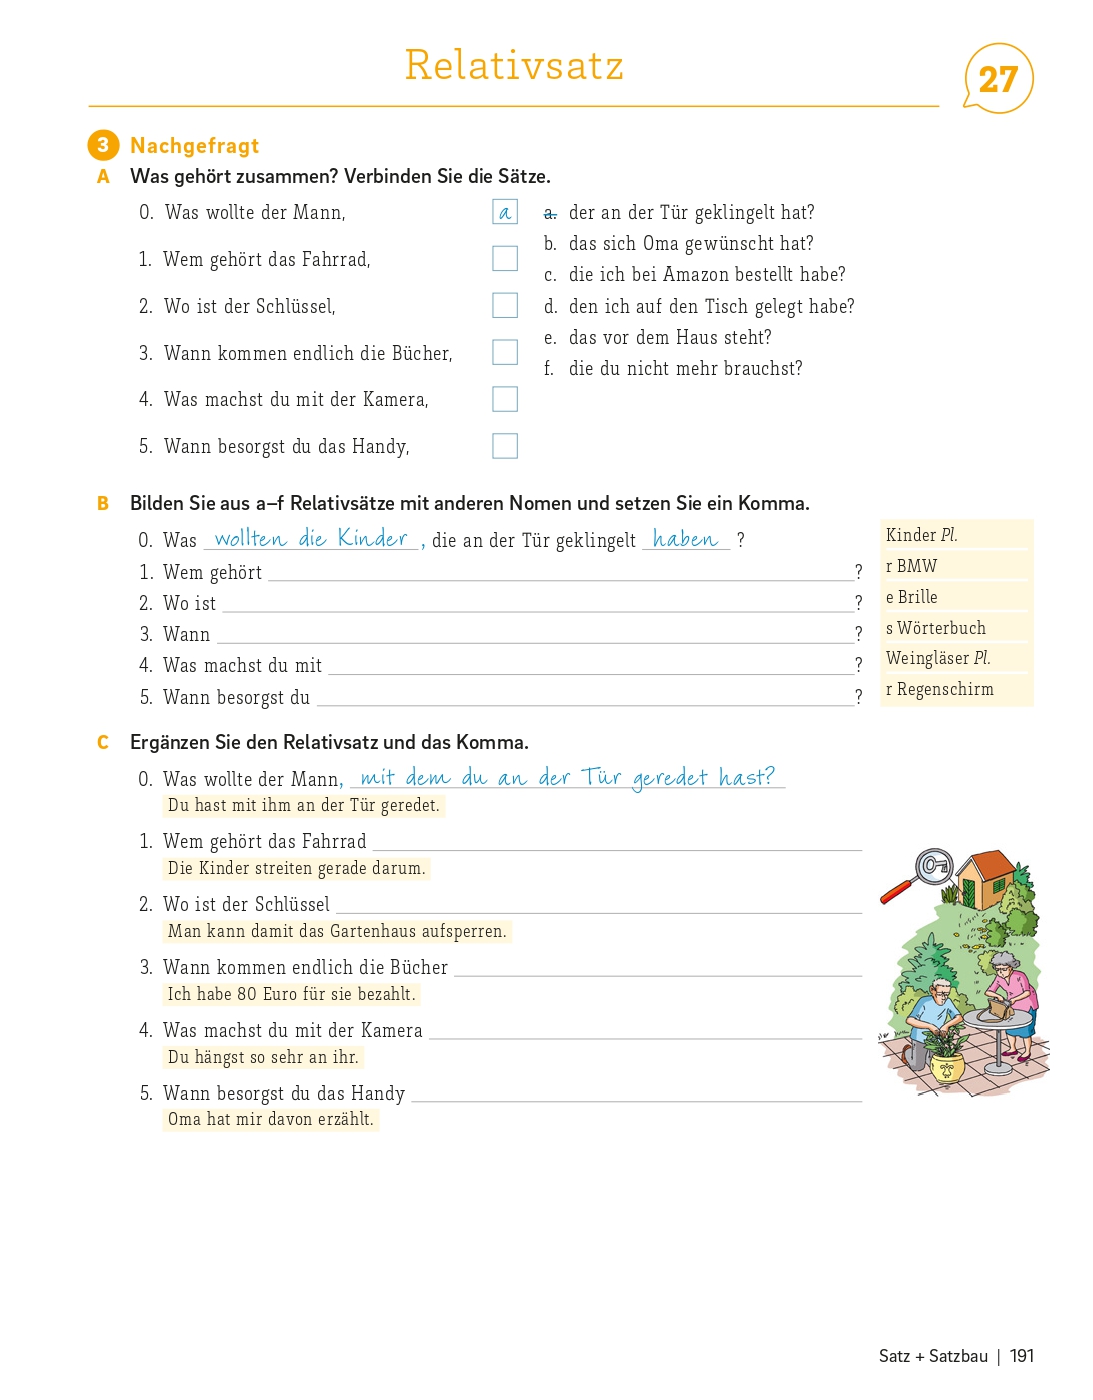 Relativsatz
27
3 Nachgefragt
A Was gehört zusammen? Verbinden Sie die Sätze.
0. Was wollte der Mann, a
1. Wem gehört das Fahrrad,
2. Wo ist der Schlüssel,
3. Wann kommen endlich die Bücher,
4. Was machst du mit der Kamera,
5. Wann besorgst du das Handy,
a. der an der Tür geklingelt hat?
b. das sich Oma gewünscht hat?
c. die ich bei Amazon bestellt habe?
d. den ich auf den Tisch gelegt habe?
e. das vor dem Haus steht?
f. die du nicht mehr brauchst?
B Bilden Sie aus a–f Relativsätze mit anderen Nomen und setzen Sie ein Komma.
0. Was wollten die Kinder, die an der Tür geklingelt haben ?
1. Wem gehört ?
2. Wo ist ?
3. Wann ?
4. Was machst du mit ?
5. Wann besorgst du ?
Kinder Pl.
r BMW
e Brille
s Wörterbuch
Weingläser Pl.
r Regenschirm
C Ergänzen Sie den Relativsatz und das Komma.
0. Was wollte der Mann, mit dem du an der Tür geredet hast?
Du hast mit ihm an der Tür geredet.
1. Wem gehört das Fahrrad
Die Kinder streiten gerade darum.
2. Wo ist der Schlüssel
Man kann damit das Gartenhaus aufsperren.
3. Wann kommen endlich die Bücher
Ich habe 80 Euro für sie bezahlt.
4. Was machst du mit der Kamera
Du hängst so sehr an ihr.
5. Wann besorgst du das Handy
Oma hat mir davon erzählt.
Satz + Satzbau | 191